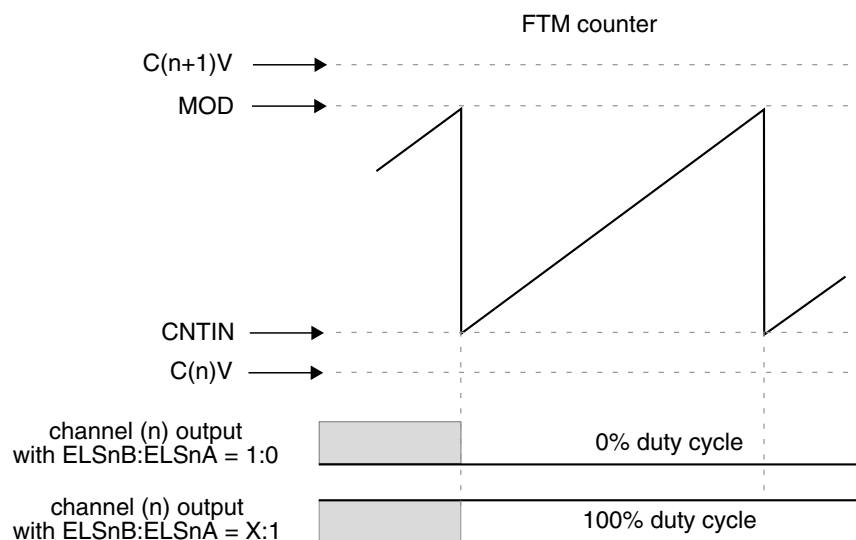 FTM counter
C(n+1)V
MOD
CNTIN
C(n)V
channel (n) output
with ELSnB:ELSnA = 1:0
0% duty cycle
channel (n) output
with ELSnB:ELSnA = X:1
100% duty cycle